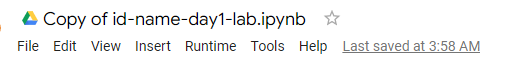 Copy of id-name-day1-lab.ipynb
File Edit View Insert Runtime Tools Help Last saved at 3:58 AM